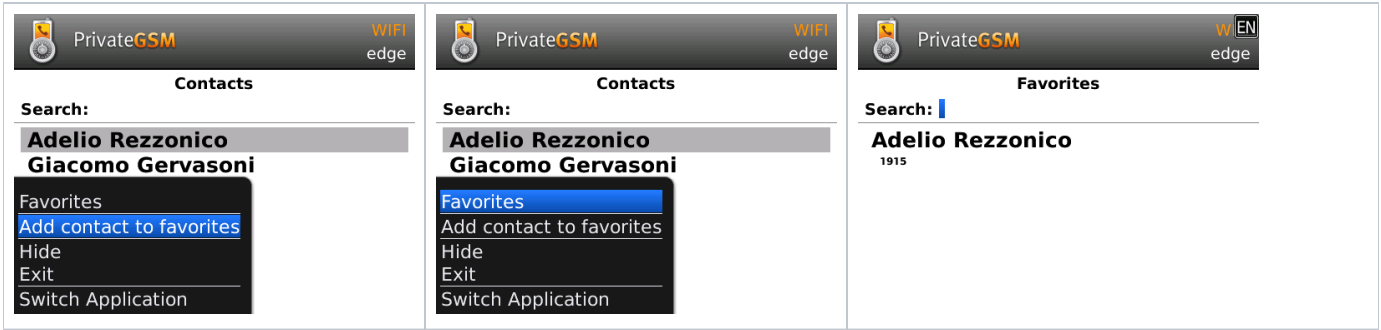 PrivateGSM WIFI
edge
Contacts
Search:
Adelio Rezzonico
Giacomo Gervasoni
Favorites
Add contact to favorites
Hide
Exit
Switch Application
PrivateGSM WIFI
edge
Contacts
Search:
Adelio Rezzonico
Giacomo Gervasoni
Favorites
Add contact to favorites
Hide
Exit
Switch Application
PrivateGSM W EN
edge
Favorites
Search:
Adelio Rezzonico
1915